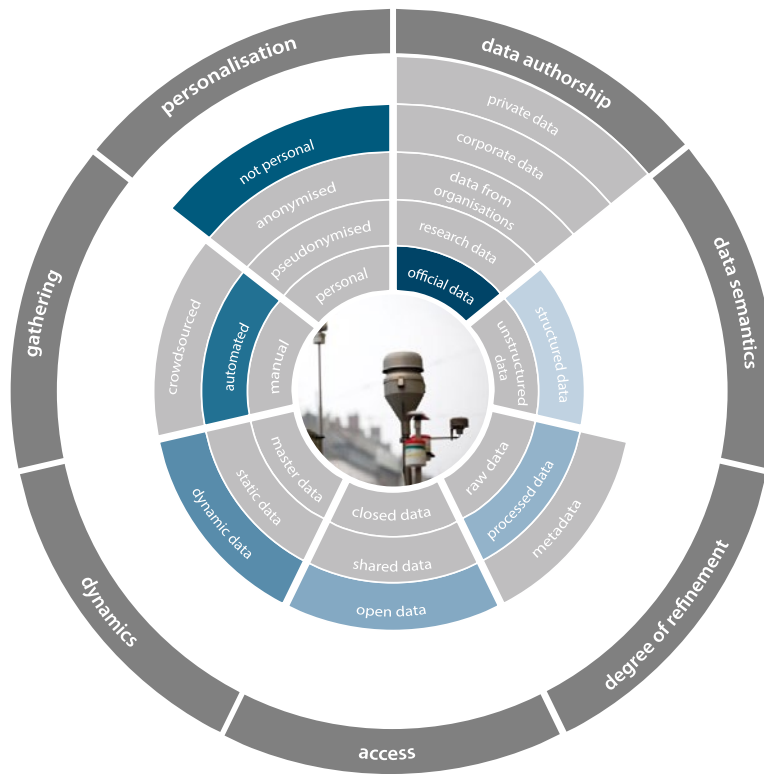 personalisation
data authorship
data semantics
degree of refinement
access
dynamics
gathering
not personal
anonymised
pseudonymised
personal
private data
corporate data
data from
organisations
research data
official data
unstructured
data
structured data
raw data
processed data
metadata
closed data
shared data
open data
master data
static data
dynamic data
manual
automated
crowdsourced